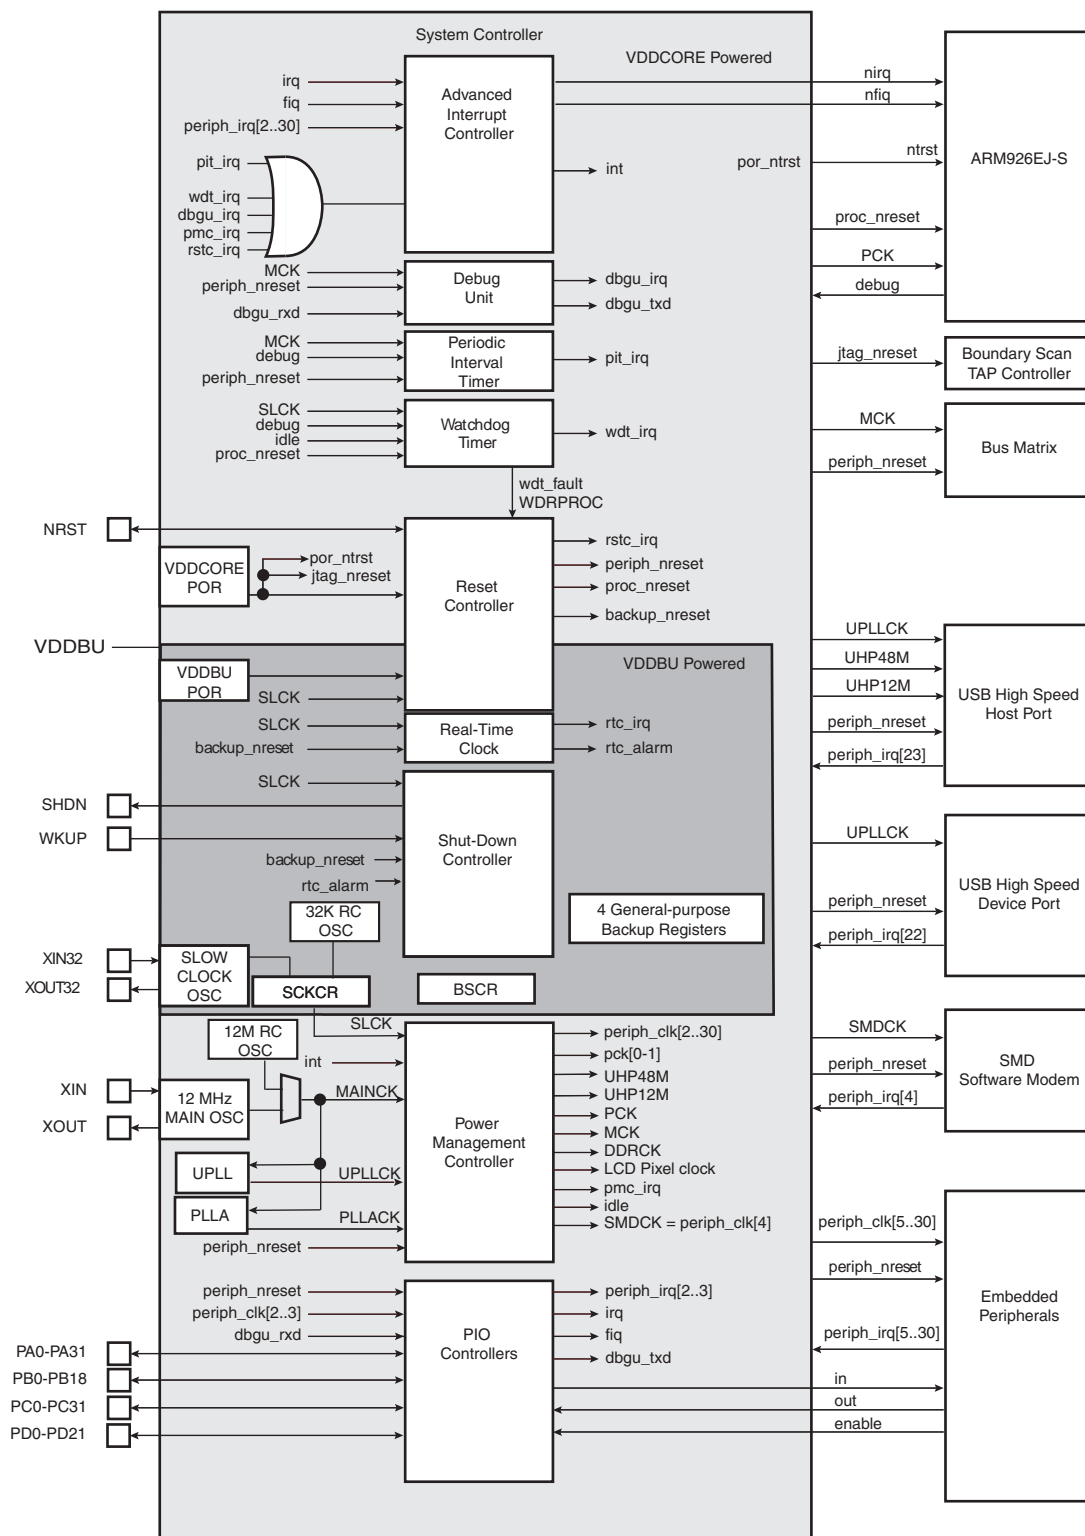 System Controller
VDDCORE Powered
irq
fiq
periph_irq[2..30]
Advanced
Interrupt
Controller
nirq
nfiq
pit_irq
wdt_irq
dbgu_irq
pmc_irq
rstc_irq
int
por_ntrst
ntrst
ARM926EJ-S
proc_nreset
PCK
debug
MCK
periph_nreset
dbgu_rxd
Debug
Unit
dbgu_irq
dbgu_txd
MCK
debug
periph_nreset
Periodic
Interval
Timer
pit_irq
jtag_nreset
Boundary Scan
TAP Controller
SLCK
debug
idle
proc_nreset
Watchdog
Timer
wdt_irq
MCK
periph_nreset
Bus Matrix
wdt_fault
WDRPROC
NRST
VDDCORE
POR
por_ntrst
jtag_nreset
Reset
Controller
rstc_irq
periph_nreset
proc_nreset
backup_nreset
VDDBU
VDDBU Powered
VDDBU
POR
SLCK
UPLLCK
UHP48M
UHP12M
periph_nreset
periph_irq[23]
USB High Speed
Host Port
SLCK
backup_nreset
Real-Time
Clock
rtc_irq
rtc_alarm
SLCK
SHDN
WKUP
backup_nreset
rtc_alarm
Shut-Down
Controller
UPLLCK
periph_nreset
periph_irq[22]
USB High Speed
Device Port
32K RC
OSC
4 General-purpose
Backup Registers
XIN32
XOUT32
SLOW
CLOCK
OSC
SCKCR
BSCR
SLCK
12M RC
OSC
int
XIN
XOUT
12 MHz
MAIN OSC
MAINCK
UPLL
UPLLCK
PLLA
PLLACK
periph_nreset
Power
Management
Controller
periph_clk[2..30]
pck[0-1]
UHP48M
UHP12M
PCK
MCK
DDRCK
LCD Pixel clock
pmc_irq
idle
SMDCK = periph_clk[4]
SMDCK
periph_nreset
periph_irq[4]
SMD
Software Modem
periph_nreset
periph_clk[2..3]
dbgu_rxd
PA0-PA31
PB0-PB18
PC0-PC31
PD0-PD21
PIO
Controllers
periph_irq[2..3]
irq
fiq
dbgu_txd
periph_clk[5..30]
periph_nreset
periph_irq[5..30]
in
out
enable
Embedded
Peripherals